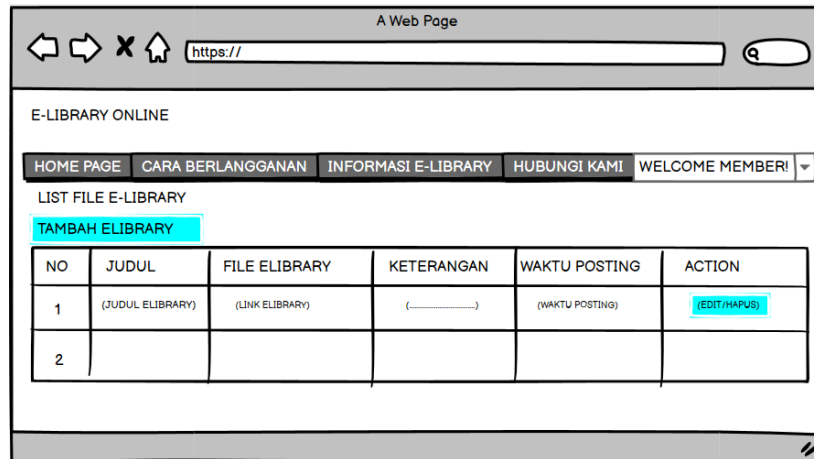 A Web Page
https://
E-LIBRARY ONLINE
HOME PAGE CARA BERLANGGANAN INFORMASI E-LIBRARY HUBUNGI KAMI WELCOME MEMBER!
LIST FILE E-LIBRARY
TAMBAH ELIBRARY
NO JUDUL FILE ELIBRARY KETERANGAN WAKTU POSTING ACTION
1 (JUDUL ELIBRARY) (LINK ELIBRARY) (............................) (WAKTU POSTING) (EDIT/HAPUS)
2